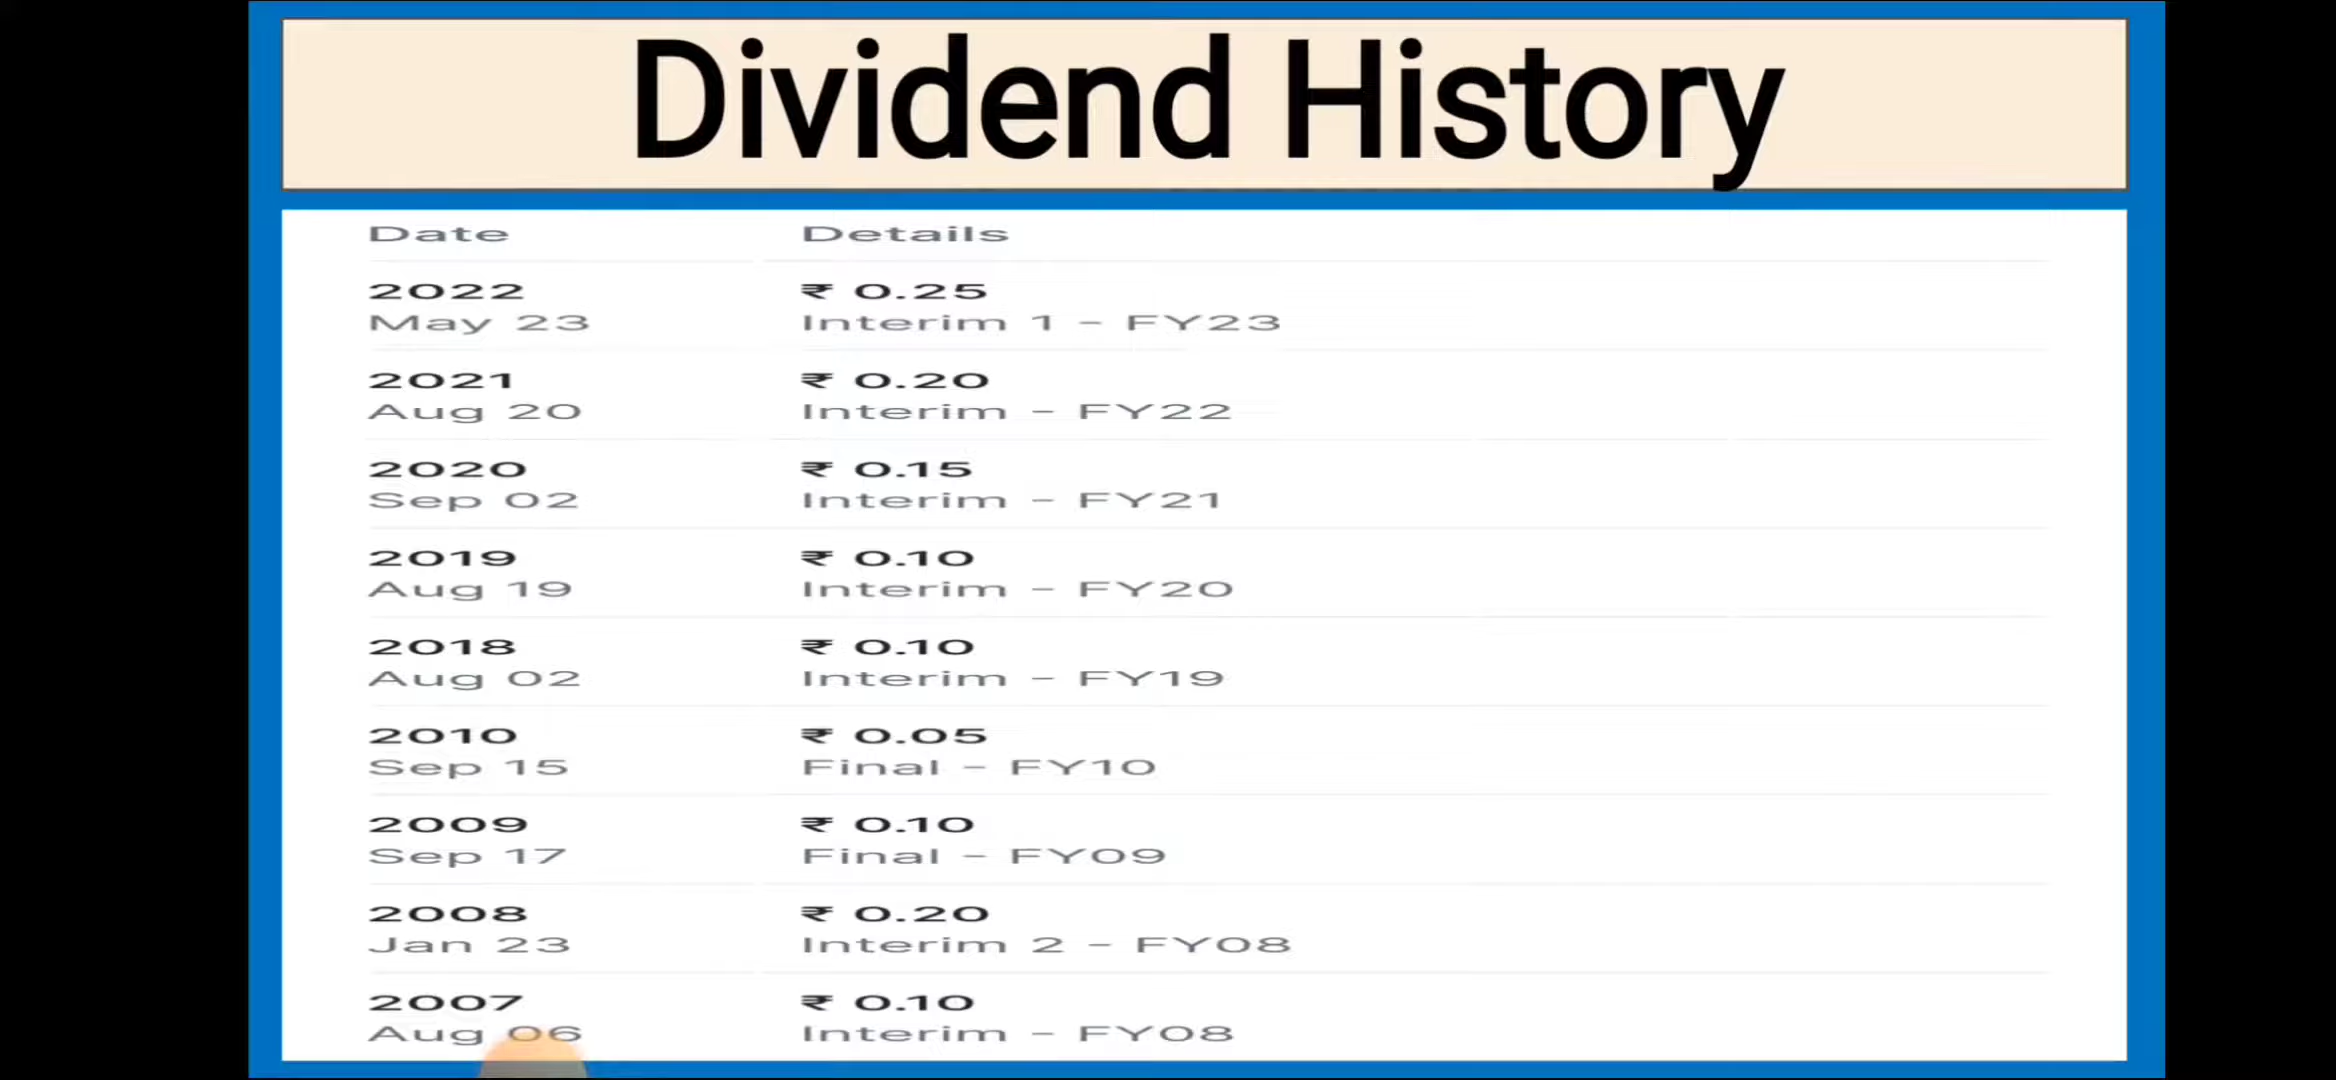 Dividend History
Date Details
2022 ₹ 0.25
May 23 Interim 1 - FY23
2021 ₹ 0.20
Aug 20 Interim - FY22
2020 ₹ 0.15
Sep 02 Interim - FY21
2019 ₹ 0.10
Aug 19 Interim - FY20
2018 ₹ 0.10
Aug 02 Interim - FY19
2010 ₹ 0.05
Sep 15 Final - FY10
2009 ₹ 0.10
Sep 17 Final - FY09
2008 ₹ 0.20
Jan 23 Interim 2 - FY08
2007 ₹ 0.10
Aug 06 Interim - FY08